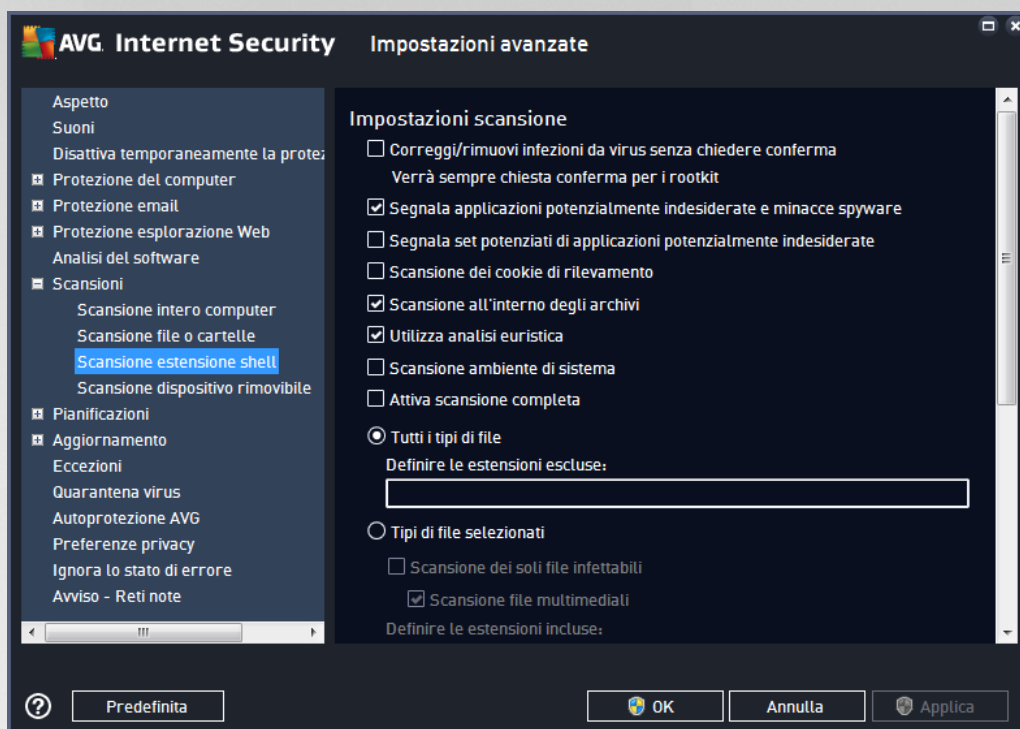 AVG. Internet Security
Impostazioni avanzate
Aspetto
Suoni
Disattiva temporaneamente la protez
Protezione del computer
Protezione email
Protezione esplorazione Web
Analisi del software
Scansioni
Scansione intero computer
Scansione file o cartelle
Scansione estensione shell
Scansione dispositivo rimovibile
Pianificazioni
Aggiornamento
Eccezioni
Quarantena virus
Autoprotezione AVG
Preferenze privacy
Ignora lo stato di errore
Avviso - Reti note
Impostazioni scansione
Correggi/rimuovi infezioni da virus senza chiedere conferma
Verrà sempre chiesta conferma per i rootkit
Segnala applicazioni potenzialmente indesiderate e minacce spyware
Segnala set potenziati di applicazioni potenzialmente indesiderate
Scansione dei cookie di rilevamento
Scansione all'interno degli archivi
Utilizza analisi euristica
Scansione ambiente di sistema
Attiva scansione completa
Tutti i tipi di file
Definire le estensioni escluse:
Tipi di file selezionati
Scansione dei soli file infettabili
Scansione file multimediali
Definire le estensioni incluse:
Predefinita
OK
Annulla
Applica